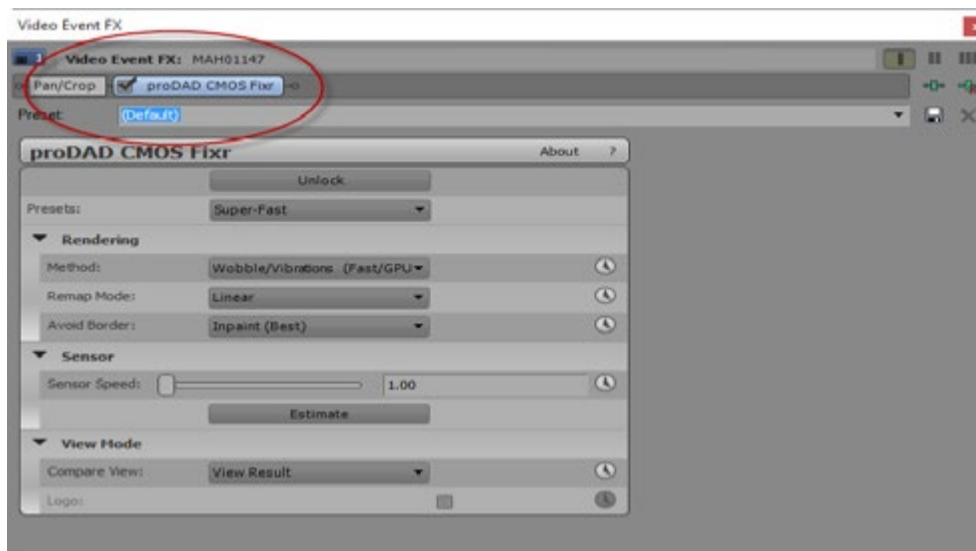 Video Event FX
Video Event FX: MAH01147
Pan/Crop proDAD CMOS Fixr
Preset: (Default)
proDAD CMOS Fixr About ?
Unlock
Presets: Super-Fast
Rendering
Method: Wobble/Vibrations (Fast/GPU
Remap Mode: Linear
Avoid Border: Inpaint (Best)
Sensor
Sensor Speed: 1.00
Estimate
View Mode
Compare View: View Result
Logo: